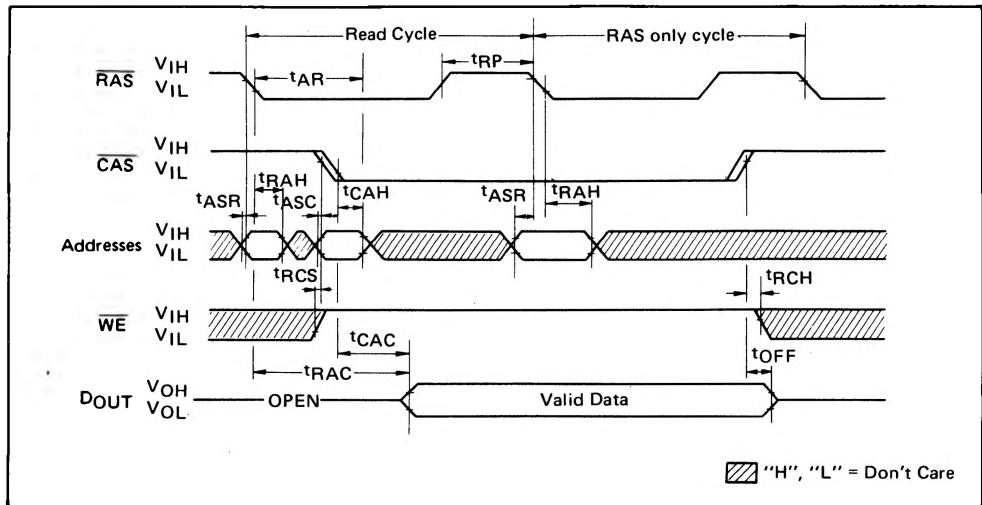 Read Cycle
RAS only cycle
RAS VIH
VIL
tAR
tRP
CAS VIH
VIL
tRAH
tCAH
tASR
tASC
tASR
tRAH
Addresses VIH
VIL
tRCS
tRCH
WE VIH
VIL
tCAC
tOFF
tRAC
DOUT VOH
VOL
OPEN
Valid Data
"H", "L" = Don't Care